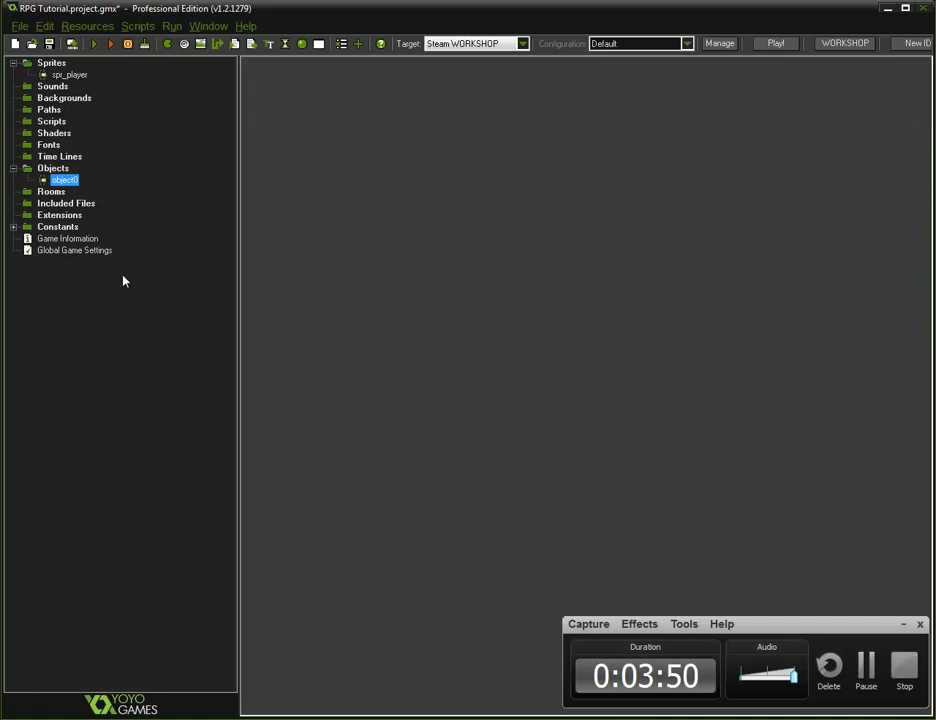 RPG Tutorial.project.gmx* - Professional Edition (v1.2.1279)
File Edit Resources Scripts Run Window Help
Target: Steam WORKSHOP Configuration: Default Manage Play! WORKSHOP New ID
Sprites
spr_player
Sounds
Backgrounds
Paths
Scripts
Shaders
Fonts
Time Lines
Objects
object0
Rooms
Included Files
Extensions
Constants
Game Information
Global Game Settings
YOYO
GAMES
Capture Effects Tools Help
Duration
0:03:50
Audio
Delete
Pause
Stop